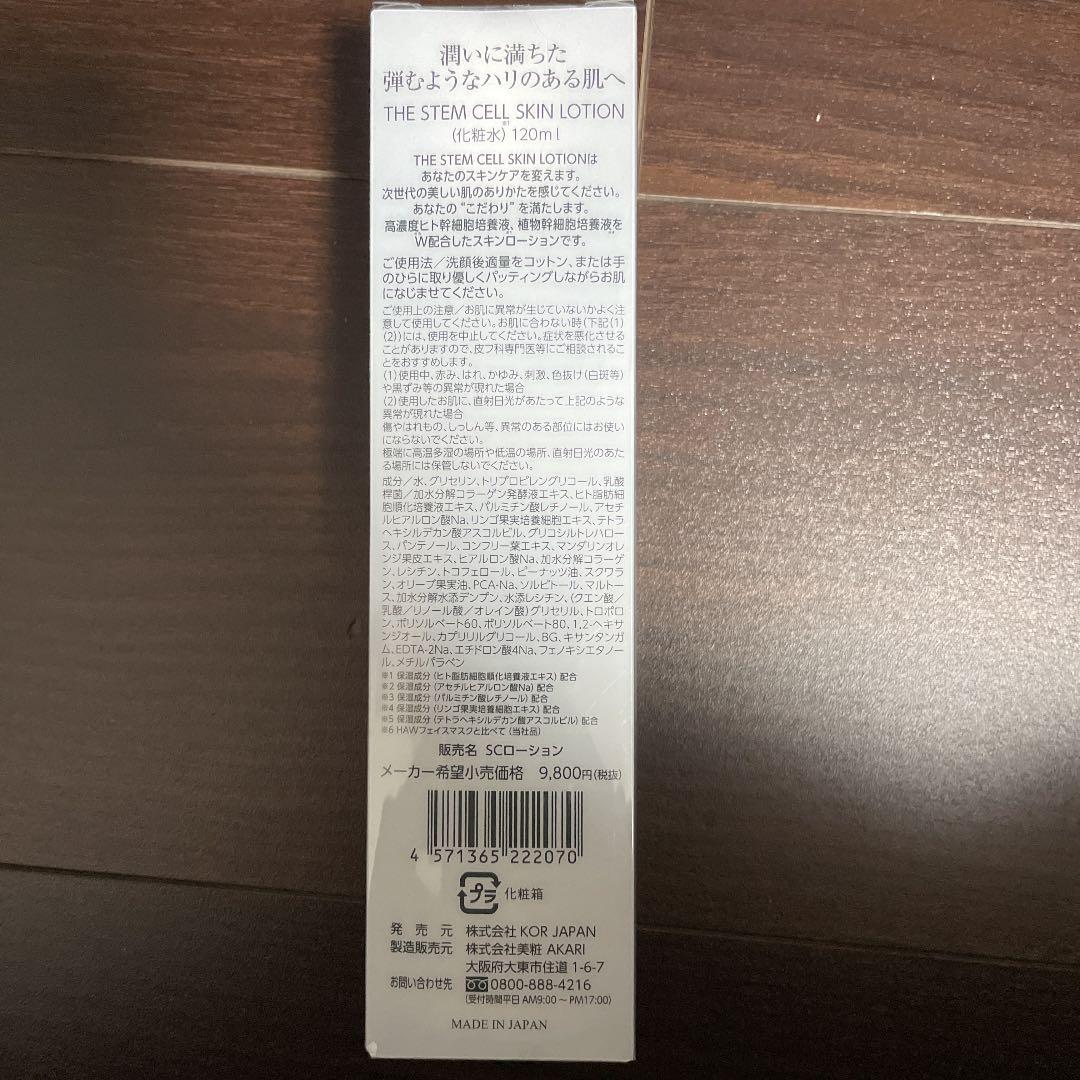 潤いに満ちた
弾むようなハリのある肌へ
THE STEM CELL SKIN LOTION
※1
(化粧水) 120ml
THE STEM CELL SKIN LOTIONは
あなたのスキンケアを変えます。
次世代の美しい肌のありかたを感じてください。
あなたの“こだわり”を満たします。
高濃度ヒト幹細胞培養液、植物幹細胞培養液を
W配合したスキンローションです。
ご使用法/洗顔後適量をコットン、または手
のひらに取り優しくパッティングしながらお肌
になじませてください。
ご使用上の注意/お肌に異常が生じていないかよく注
意して使用してください。お肌に合わない時(下記(1)
(2))には、使用を中止してください。症状を悪化させる
ことがありますので、皮フ科専門医等にご相談されるこ
とをおすすめします。
(1)使用中、赤み、はれ、かゆみ、刺激、色抜け(白斑等)
や黒ずみ等の異常が現れた場合
(2)使用したお肌に、直射日光があたって上記のような
異常が現れた場合
傷やはれもの、しっしん等、異常のある部位にはお使い
にならないでください。
極端に高温多湿の場所や低温の場所、直射日光のあた
る場所には保管しないでください。
成分/水、グリセリン、トリプロピレングリコール、乳酸
桿菌/加水分解コラーゲン発酵液エキス、ヒト脂肪細
胞順化培養液エキス、パルミチン酸レチノール、アセチ
ルヒアルロン酸Na、リンゴ果実培養細胞エキス、テトラ
ヘキシルデカン酸アスコルビル、グリコシルトレハロー
ス、パンテノール、コンフリー葉エキス、マンダリンオレ
ンジ果皮エキス、ヒアルロン酸Na、加水分解コラーゲ
ン、レシチン、トコフェロール、ピーナッツ油、スクワラ
ン、オリーブ果実油、PCA-Na、ソルビトール、マルトー
ス、加水分解水添デンプン、水添レシチン、(クエン酸/
乳酸/リノール酸/オレイン酸)グリセリル、トロポロ
ン、ポリソルベート60、ポリソルベート80、1,2-ヘキサ
ンジオール、カプリリルグリコール、BG、キサンタンガ
ム、EDTA-2Na、エチドロン酸4Na、フェノキシエタノー
ル、メチルパラベン
※1 保湿成分 (ヒト脂肪細胞順化培養液エキス) 配合
※2 保湿成分 (アセチルヒアルロン酸Na) 配合
※3 保湿成分 (パルミチン酸レチノール) 配合
※4 保湿成分 (リンゴ果実培養細胞エキス) 配合
※5 保湿成分 (テトラヘキシルデカン酸アスコルビル) 配合
※6 HAWフェイスマスクと比べて (当社品)
販売名 SCローション
メーカー希望小売価格 9,800円(税抜)
4 571365 222070
プラ 化粧箱
発売元 株式会社 KOR JAPAN
製造販売元 株式会社美粧 AKARI
大阪府大東市住道 1-6-7
お問い合わせ先 0800-888-4216
(受付時間平日 AM9:00～PM17:00)
MADE IN JAPAN